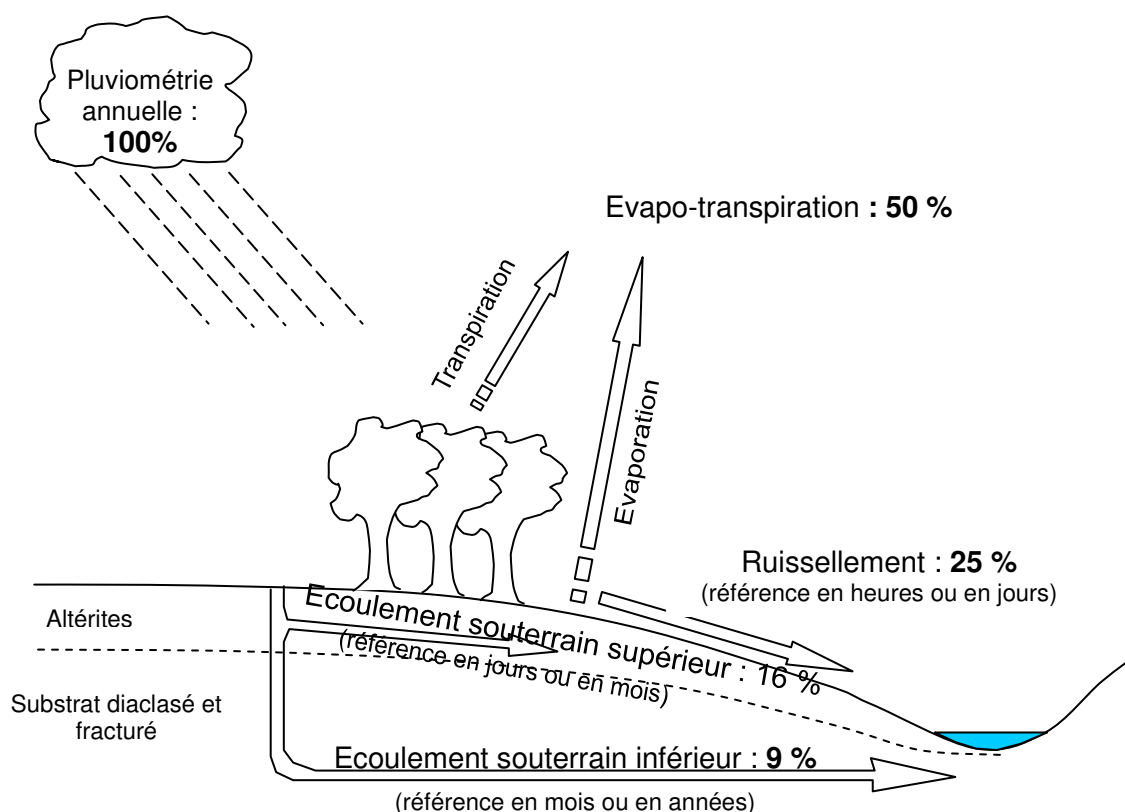 Pluviométrie
annuelle :
100%
Evapo-transpiration : 50 %
Transpiration
Evaporation
Ruissellement : 25 %
(référence en heures ou en jours)
Altérites
Ecoulement souterrain supérieur : 16 %
(référence en jours ou en mois)
Substrat diaclasé et
fracturé
Ecoulement souterrain inférieur : 9 %
(référence en mois ou en années)